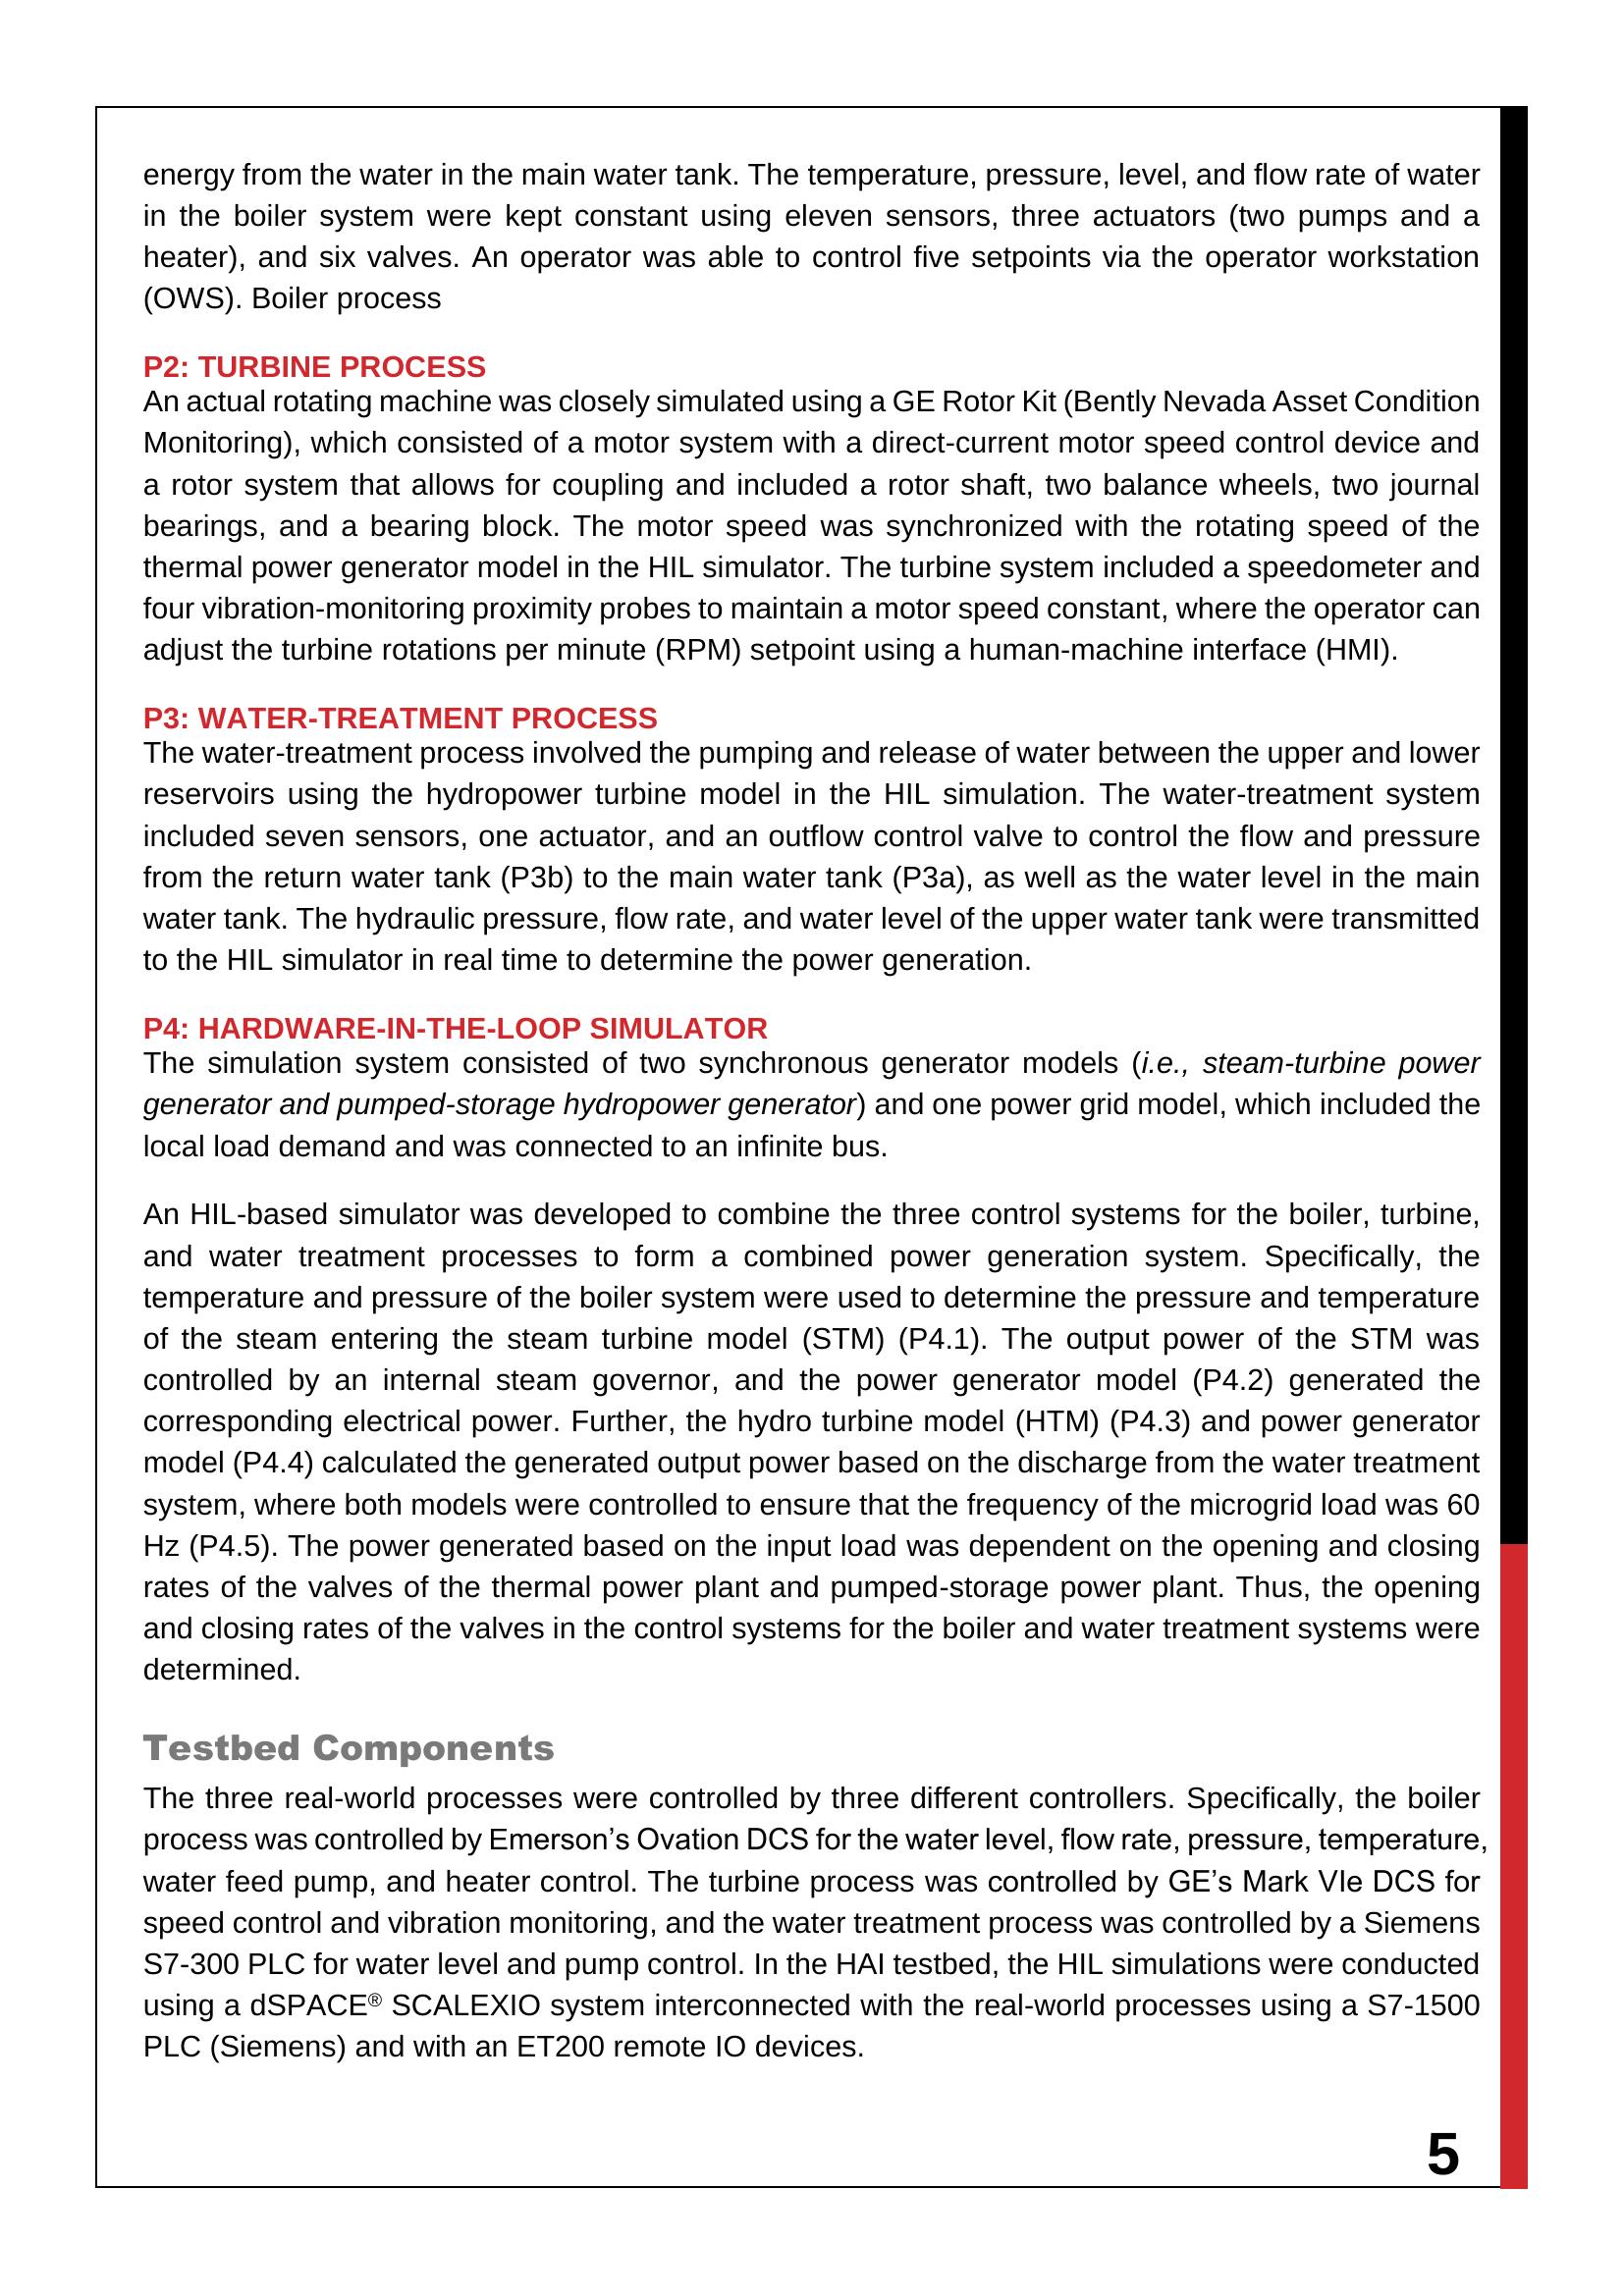 energy from the water in the main water tank. The temperature, pressure, level, and flow rate of water
in the boiler system were kept constant using eleven sensors, three actuators (two pumps and a
heater), and six valves. An operator was able to control five setpoints via the operator workstation
(OWS). Boiler process
P2: TURBINE PROCESS
An actual rotating machine was closely simulated using a GE Rotor Kit (Bently Nevada Asset Condition
Monitoring), which consisted of a motor system with a direct-current motor speed control device and
a rotor system that allows for coupling and included a rotor shaft, two balance wheels, two journal
bearings, and a bearing block. The motor speed was synchronized with the rotating speed of the
thermal power generator model in the HIL simulator. The turbine system included a speedometer and
four vibration-monitoring proximity probes to maintain a motor speed constant, where the operator can
adjust the turbine rotations per minute (RPM) setpoint using a human-machine interface (HMI).
P3: WATER-TREATMENT PROCESS
The water-treatment process involved the pumping and release of water between the upper and lower
reservoirs using the hydropower turbine model in the HIL simulation. The water-treatment system
included seven sensors, one actuator, and an outflow control valve to control the flow and pressure
from the return water tank (P3b) to the main water tank (P3a), as well as the water level in the main
water tank. The hydraulic pressure, flow rate, and water level of the upper water tank were transmitted
to the HIL simulator in real time to determine the power generation.
P4: HARDWARE-IN-THE-LOOP SIMULATOR
The simulation system consisted of two synchronous generator models (i.e., steam-turbine power
generator and pumped-storage hydropower generator) and one power grid model, which included the
local load demand and was connected to an infinite bus.
An HIL-based simulator was developed to combine the three control systems for the boiler, turbine,
and water treatment processes to form a combined power generation system. Specifically, the
temperature and pressure of the boiler system were used to determine the pressure and temperature
of the steam entering the steam turbine model (STM) (P4.1). The output power of the STM was
controlled by an internal steam governor, and the power generator model (P4.2) generated the
corresponding electrical power. Further, the hydro turbine model (HTM) (P4.3) and power generator
model (P4.4) calculated the generated output power based on the discharge from the water treatment
system, where both models were controlled to ensure that the frequency of the microgrid load was 60
Hz (P4.5). The power generated based on the input load was dependent on the opening and closing
rates of the valves of the thermal power plant and pumped-storage power plant. Thus, the opening
and closing rates of the valves in the control systems for the boiler and water treatment systems were
determined.
Testbed Components
The three real-world processes were controlled by three different controllers. Specifically, the boiler
process was controlled by Emerson’s Ovation DCS for the water level, flow rate, pressure, temperature,
water feed pump, and heater control. The turbine process was controlled by GE’s Mark VIe DCS for
speed control and vibration monitoring, and the water treatment process was controlled by a Siemens
S7-300 PLC for water level and pump control. In the HAI testbed, the HIL simulations were conducted
using a dSPACE® SCALEXIO system interconnected with the real-world processes using a S7-1500
PLC (Siemens) and with an ET200 remote IO devices.
5